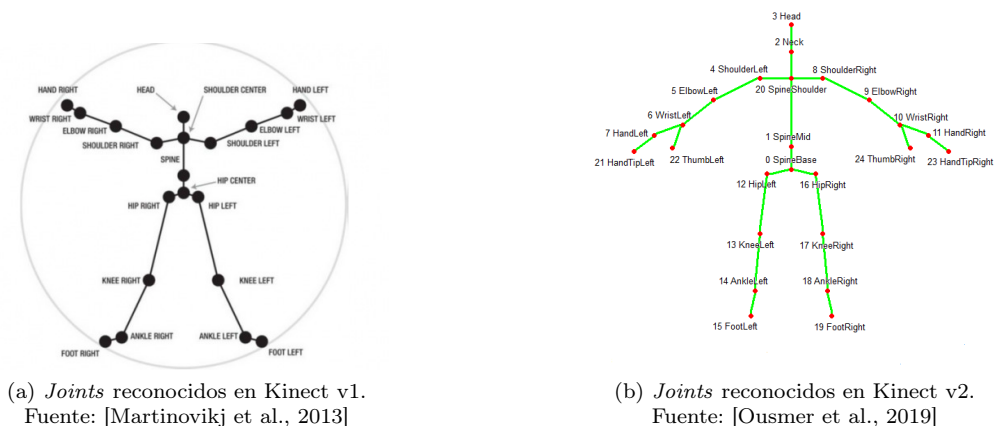 HAND RIGHT
HEAD
SHOULDER CENTER
HAND LEFT
WRIST RIGHT
WRIST LEFT
ELBOW RIGHT
ELBOW LEFT
SHOULDER RIGHT
SHOULDER LEFT
SPINE
HIP CENTER
HIP RIGHT
HIP LEFT
KNEE RIGHT
KNEE LEFT
ANKLE RIGHT
ANKLE LEFT
FOOT RIGHT
FOOT LEFT
(a) Joints reconocidos en Kinect v1.
Fuente: [Martinovikj et al., 2013]
3 Head
2 Neck
4 ShoulderLeft
8 ShoulderRight
20 SpineShoulder
5 ElbowLeft
9 ElbowRight
6 WristLeft
10 WristRight
7 HandLeft
11 HandRight
1 SpineMid
21 HandTipLeft
22 ThumbLeft
0 SpineBase
24 ThumbRight
23 HandTipRight
12 HipLeft
16 HipRight
13 KneeLeft
17 KneeRight
14 AnkleLeft
18 AnkleRight
15 FootLeft
19 FootRight
(b) Joints reconocidos en Kinect v2.
Fuente: [Ousmer et al., 2019]